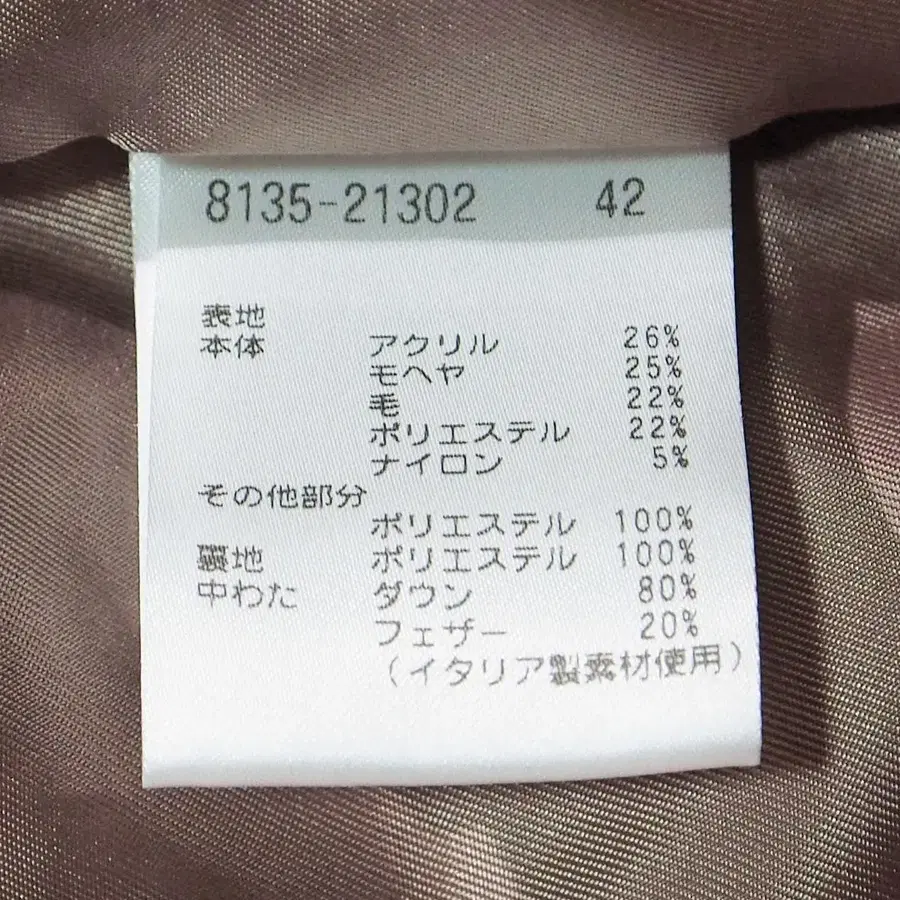 8135-21302 42
表地
本体 アクリル 26%
モヘヤ 25%
毛 22%
ポリエステル 22%
ナイロン 5%
その他部分
ポリエステル 100%
裏地 ポリエステル 100%
中わた ダウン 80%
フェザー 20%
(イタリア製素材使用)